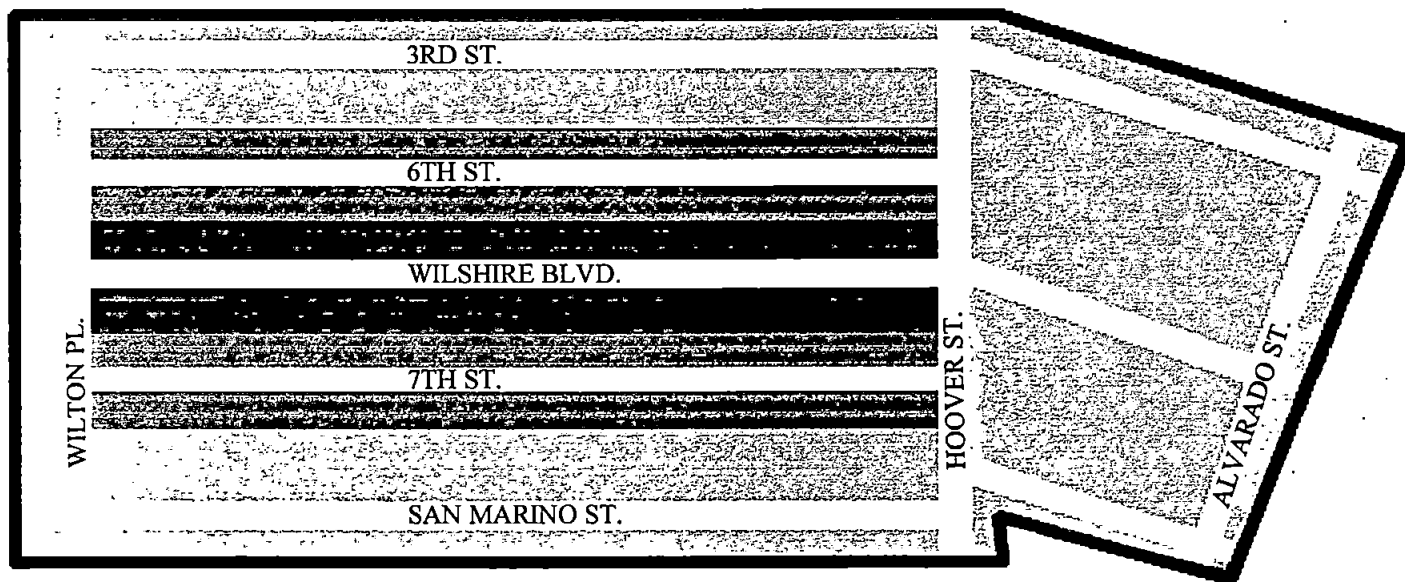 3RD ST.
6TH ST.
WILSHIRE BLVD.
WILTON PL.
7TH ST.
HOOVER ST.
ALVARADO ST.
SAN MARINO ST.